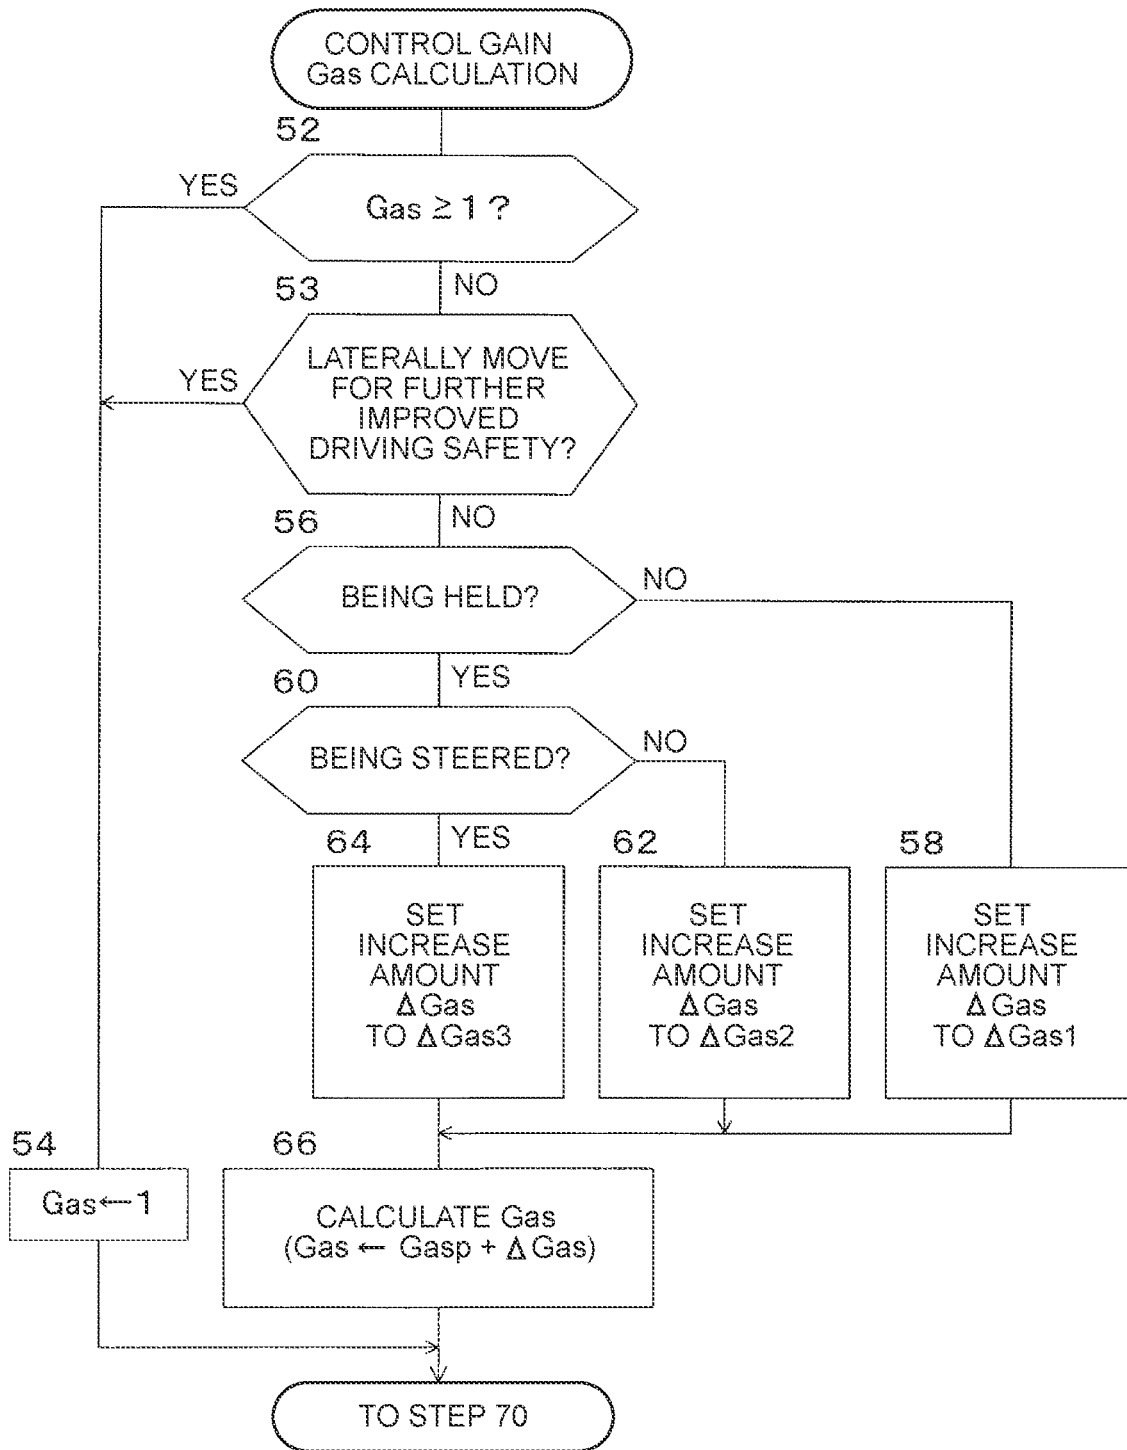 CONTROL GAIN
Gas CALCULATION
52
YES
Gas ≧ 1 ?
NO
53
YES
LATERALLY MOVE
FOR FURTHER
IMPROVED
DRIVING SAFETY?
NO
56
BEING HELD?
NO
YES
60
BEING STEERED?
NO
YES
64
SET
INCREASE
AMOUNT
ΔGas
TO ΔGas3
62
SET
INCREASE
AMOUNT
ΔGas
TO ΔGas2
58
SET
INCREASE
AMOUNT
ΔGas
TO ΔGas1
54
Gas←1
66
CALCULATE Gas
(Gas ← Gasp + ΔGas)
TO STEP 70